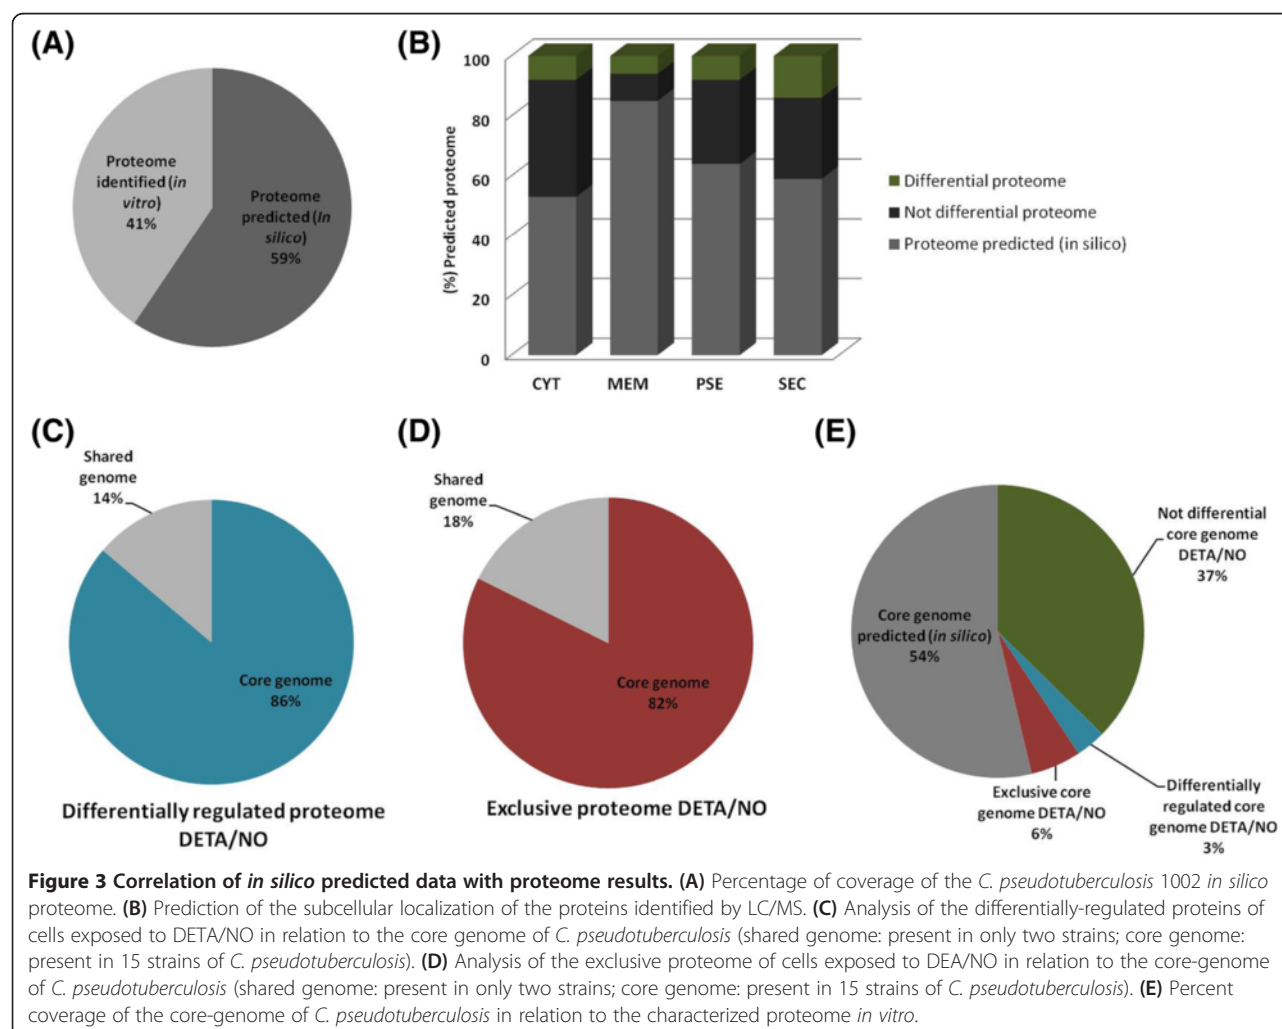 (A)
Proteome
identified (in
vitro)
41%
Proteome
predicted (In
silico)
59%
(B)
(%) Predicted proteome
100
80
60
40
20
0
CYT MEM PSE SEC
Differential proteome
Not differential proteome
Proteome predicted (in silico)
(C)
Shared
genome
14%
Core genome
86%
Differentially regulated proteome
DETA/NO
(D)
Shared
genome
18%
Core genome
82%
Exclusive proteome DETA/NO
(E)
Not differential
core genome
DETA/NO
37%
Core genome
predicted (in silico)
54%
Exclusive core
genome DETA/NO
6%
Differentially
regulated core
genome DETA/NO
3%
Figure 3 Correlation of in silico predicted data with proteome results. (A) Percentage of coverage of the C. pseudotuberculosis 1002 in silico
proteome. (B) Prediction of the subcellular localization of the proteins identified by LC/MS. (C) Analysis of the differentially-regulated proteins of
cells exposed to DETA/NO in relation to the core genome of C. pseudotuberculosis (shared genome: present in only two strains; core genome:
present in 15 strains of C. pseudotuberculosis). (D) Analysis of the exclusive proteome of cells exposed to DEA/NO in relation to the core-genome
of C. pseudotuberculosis (shared genome: present in only two strains; core genome: present in 15 strains of C. pseudotuberculosis). (E) Percent
coverage of the core-genome of C. pseudotuberculosis in relation to the characterized proteome in vitro.